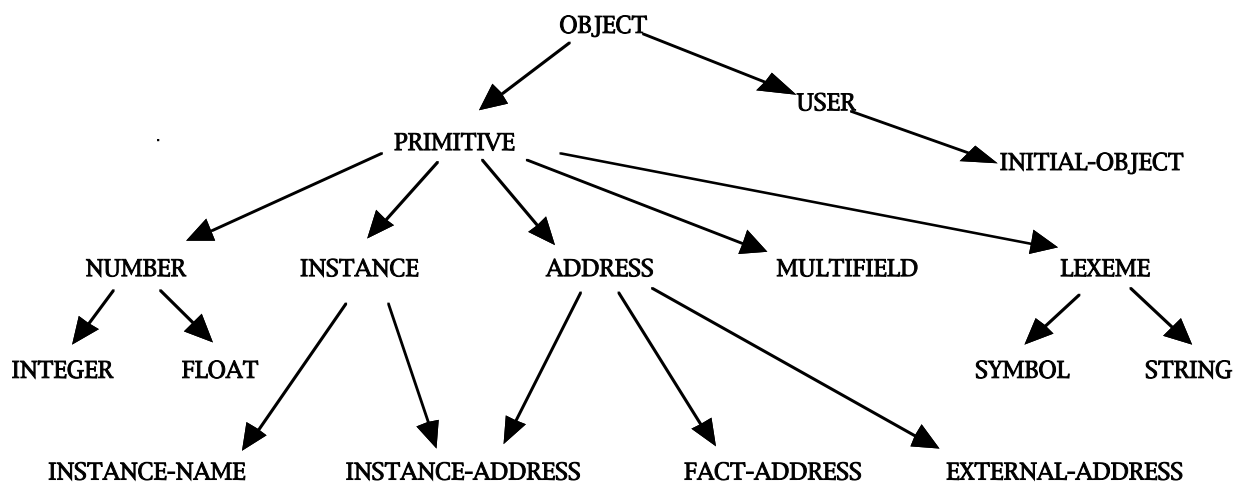 OBJECT
USER
PRIMITIVE
INITIAL-OBJECT
NUMBER INSTANCE ADDRESS MULTIFIELD LEXEME
INTEGER FLOAT SYMBOL STRING
INSTANCE-NAME INSTANCE-ADDRESS FACT-ADDRESS EXTERNAL-ADDRESS